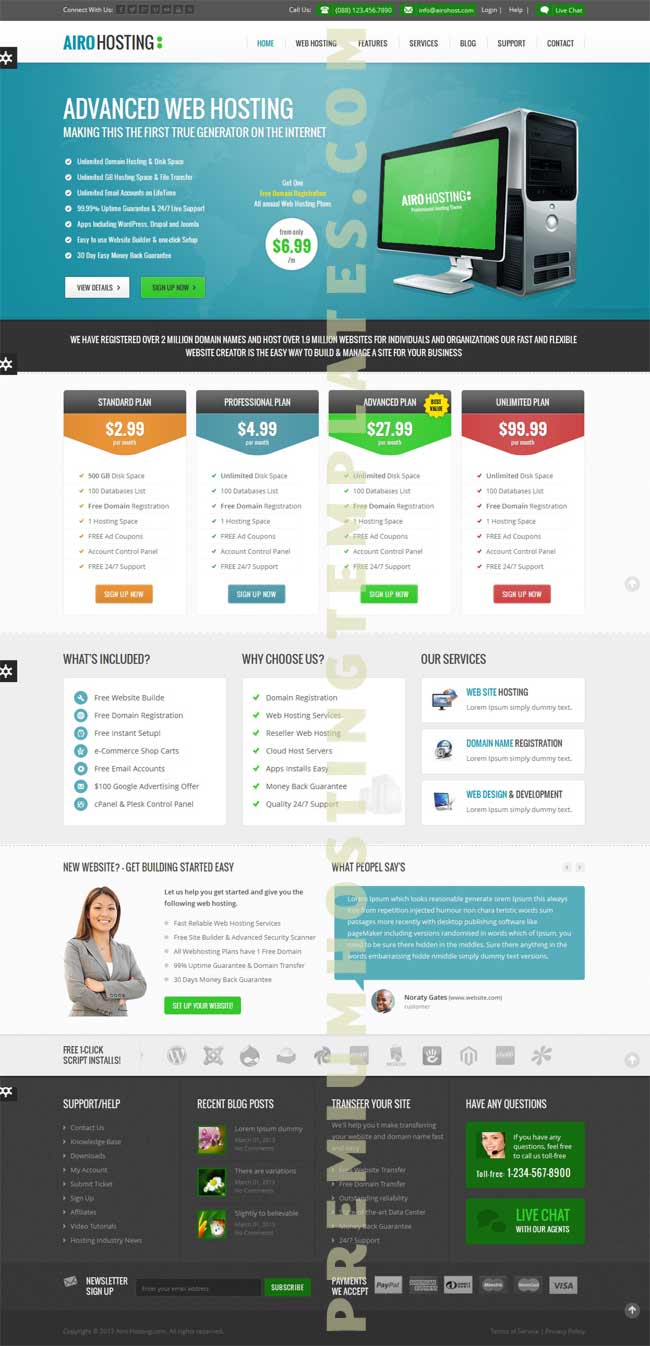 Connect With Us:
Call Us: (088) 123.456.7890 info@airohost.com Login | Help | Live Chat
AIROHOSTING:
HOME WEB HOSTING FEATURES SERVICES BLOG SUPPORT CONTACT
ADVANCED WEB HOSTING
MAKING THIS THE FIRST TRUE GENERATOR ON THE INTERNET
Unlimited Domain Hosting & Disk Space
Unlimited GB Hosting Space & File Transfer
Unlimited Email Accounts on LifeTime
99.99% Uptime Guarantee & 24/7 Live Support
Apps Including WordPress, Drupal and Joomla
Easy to use Website Builder & one-click Setup
30 Day Easy Money Back Guarantee
Get One
Free Domain Registration
All annual Web Hosting Plans
from only
$6.99
/m
VIEW DETAILS
SIGN UP NOW
AIROHOSTING:
Professional Hosting Theme
WE HAVE REGISTERED OVER 2 MILLION DOMAIN NAMES AND HOST OVER 1.9 MILLION WEBSITES FOR INDIVIDUALS AND ORGANIZATIONS OUR FAST AND FLEXIBLE
WEBSITE CREATOR IS THE EASY WAY TO BUILD & MANAGE A SITE FOR YOUR BUSINESS
STANDARD PLAN
$2.99
per month
500 GB Disk Space
100 Databases List
Free Domain Registration
1 Hosting Space
FREE Ad Coupons
Account Control Panel
FREE 24/7 Support
SIGN UP NOW
PROFESSIONAL PLAN
$4.99
per month
Unlimited Disk Space
100 Databases List
Free Domain Registration
1 Hosting Space
FREE Ad Coupons
Account Control Panel
FREE 24/7 Support
SIGN UP NOW
ADVANCED PLAN
BEST
VALUE
$27.99
per month
Unlimited Disk Space
100 Databases List
Free Domain Registration
1 Hosting Space
FREE Ad Coupons
Account Control Panel
FREE 24/7 Support
SIGN UP NOW
UNLIMITED PLAN
$99.99
per month
Unlimited Disk Space
100 Databases List
Free Domain Registration
1 Hosting Space
FREE Ad Coupons
Account Control Panel
FREE 24/7 Support
SIGN UP NOW
WHAT'S INCLUDED?
Free Website Builde
Free Domain Registration
Free Instant Setup!
e-Commerce Shop Carts
Free Email Accounts
$100 Google Advertising Offer
cPanel & Plesk Control Panel
WHY CHOOSE US?
Domain Registration
Web Hosting Services
Reseller Web Hosting
Cloud Host Servers
Apps Installs Easy
Money Back Guarantee
Quality 24/7 Support
OUR SERVICES
WEB SITE HOSTING
Lorem Ipsum simply dummy text.
DOMAIN NAME REGISTRATION
Lorem Ipsum simply dummy text.
WEB DESIGN & DEVELOPMENT
Lorem Ipsum simply dummy text.
NEW WEBSITE? - GET BUILDING STARTED EASY
Let us help you get started and give you the
following web hosting.
Fast Reliable Web Hosting Services
Free Site Builder & Advanced Security Scanner
All Webhosting Plans have 1 Free Domain
99% Uptime Guarantee & Domain Transfer
30 Days Money Back Guarantee
SET UP YOUR WEBSITE!
WHAT PEOPEL SAY'S
Lorem Ipsum which looks reasonable generate orem Ipsum this always
free from repetition injected humour non chara teristic words sum
passages more recently with desktop publishing software like
pageMaker including versions randomised in words which of Ipsum. you
need to be sure there hidden in the middles. Sure there anything in the
words embarrassing hidde nmiddle simply dummy text versions.
Noraty Gates (www.website.com)
customer
FREE 1-CLICK
SCRIPT INSTALLS!
SUPPORT/HELP
Contact Us
Knowledge Base
Downloads
My Account
Submit Ticket
Sign Up
Affiliates
Video Tutorials
Hosting Industry News
RECENT BLOG POSTS
Lorem Ipsum dummy
March 01, 2013
No Comments
There are variations
March 01, 2013
No Comments
Slightly to believable
March 01, 2013
No Comments
TRANSFER YOUR SITE
We'll help you t make transferring
your website and domain name fast
and easy
Free Website Transfer
Free Domain Transfer
Outstanding reliability
State-of-the-art Data Center
Money Back Guarantee
24/7 Support
HAVE ANY QUESTIONS
If you have any
questions, feel free
to call us toll-free
Toll-free: 1-234-567-8900
LIVE CHAT
WITH OUR AGENTS
NEWSLETTER
SIGN UP
Enter your email address
SUBSCRIBE
PAYMENTS
WE ACCEPT
PayPal
Maestro
VISA
Copyright © 2013 Airo Hosting.com. All rights reserved.
Terms of Service | Privacy Policy
PREMIUMHOSTINGTEMPLATES.COM